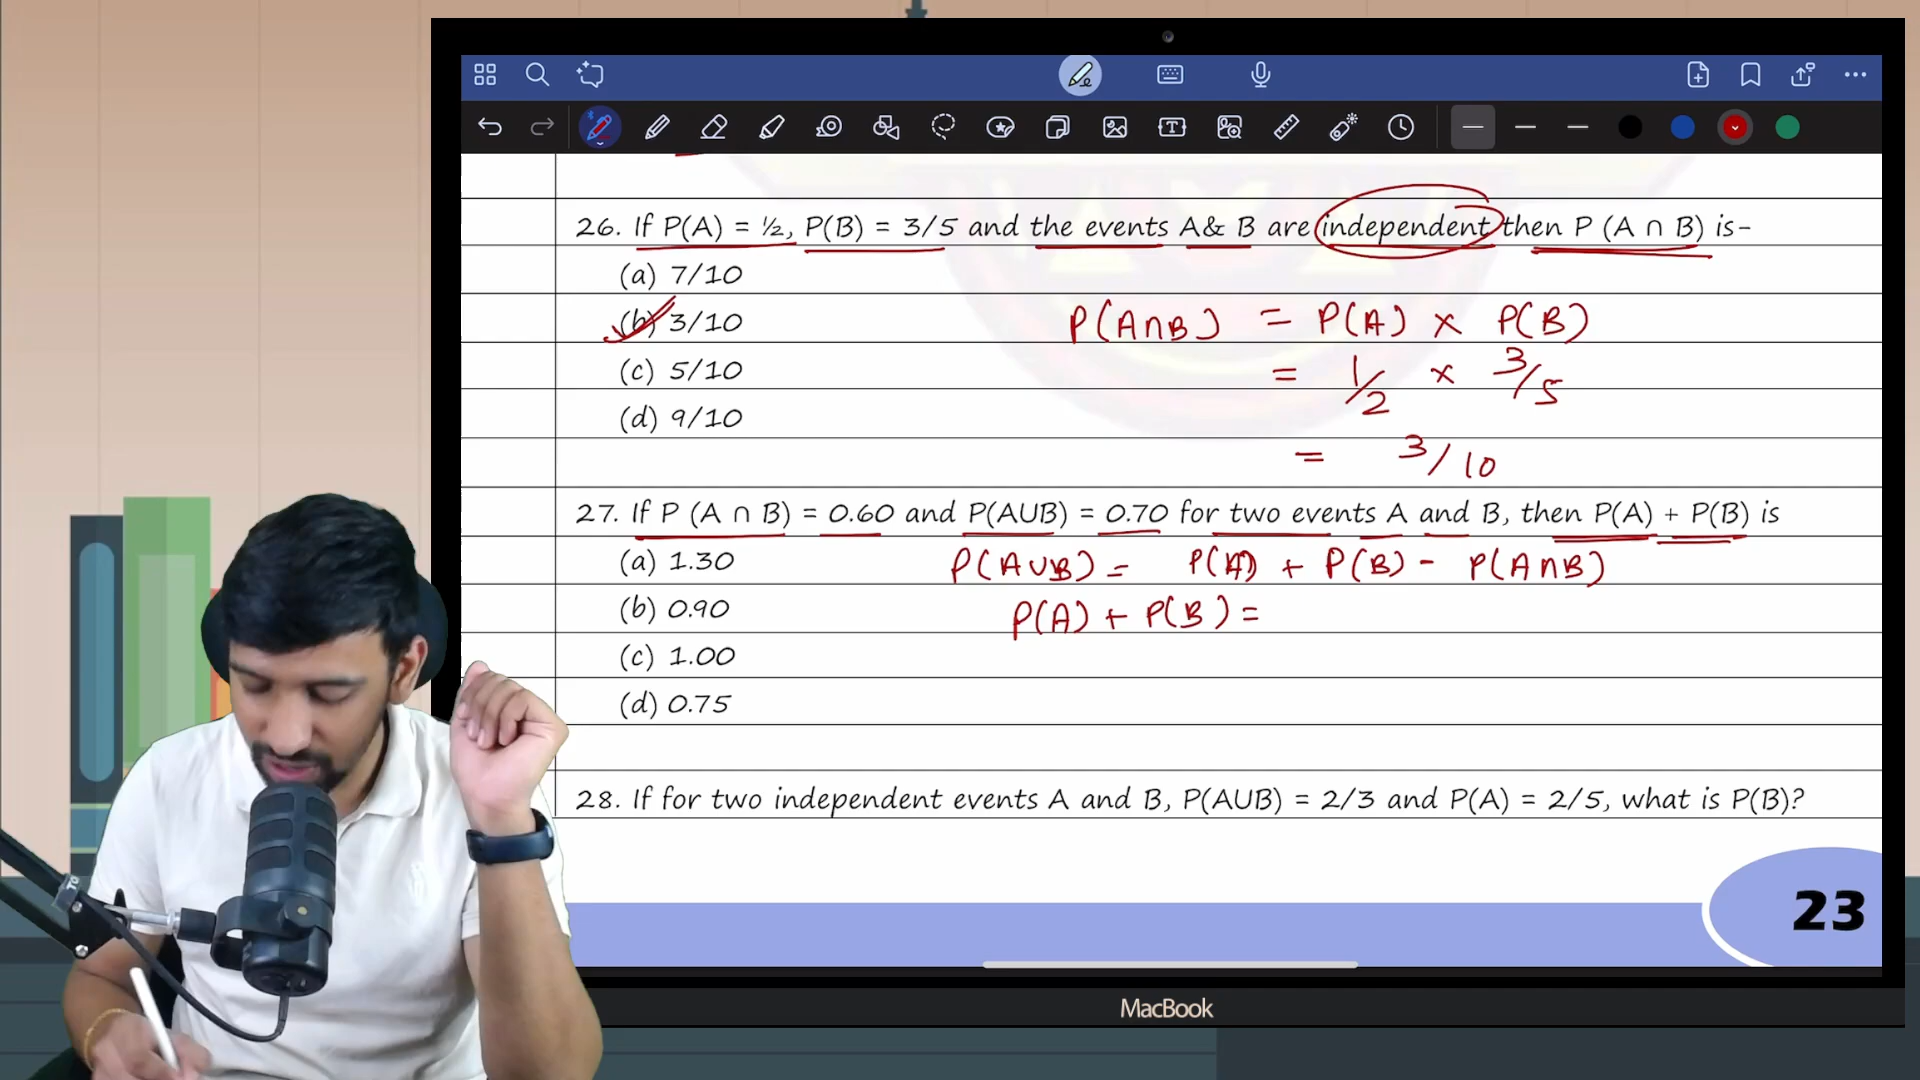 26. If P(A) = ½, P(B) = 3/5 and the events A& B are independent then P (A ∩ B) is-
(a) 7/10
(b) 3/10
P(A∩B) = P(A) × P(B)
(c) 5/10
= 1/2 × 3/5
(d) 9/10
= 3/10
27. If P (A ∩ B) = 0.60 and P(AUB) = 0.70 for two events A and B, then P(A) + P(B) is
(a) 1.30
P(A∪B) = P(A) + P(B) - P(A∩B)
(b) 0.90
P(A) + P(B) =
(c) 1.00
(d) 0.75
28. If for two independent events A and B, P(AUB) = 2/3 and P(A) = 2/5, what is P(B)?
23
MacBook